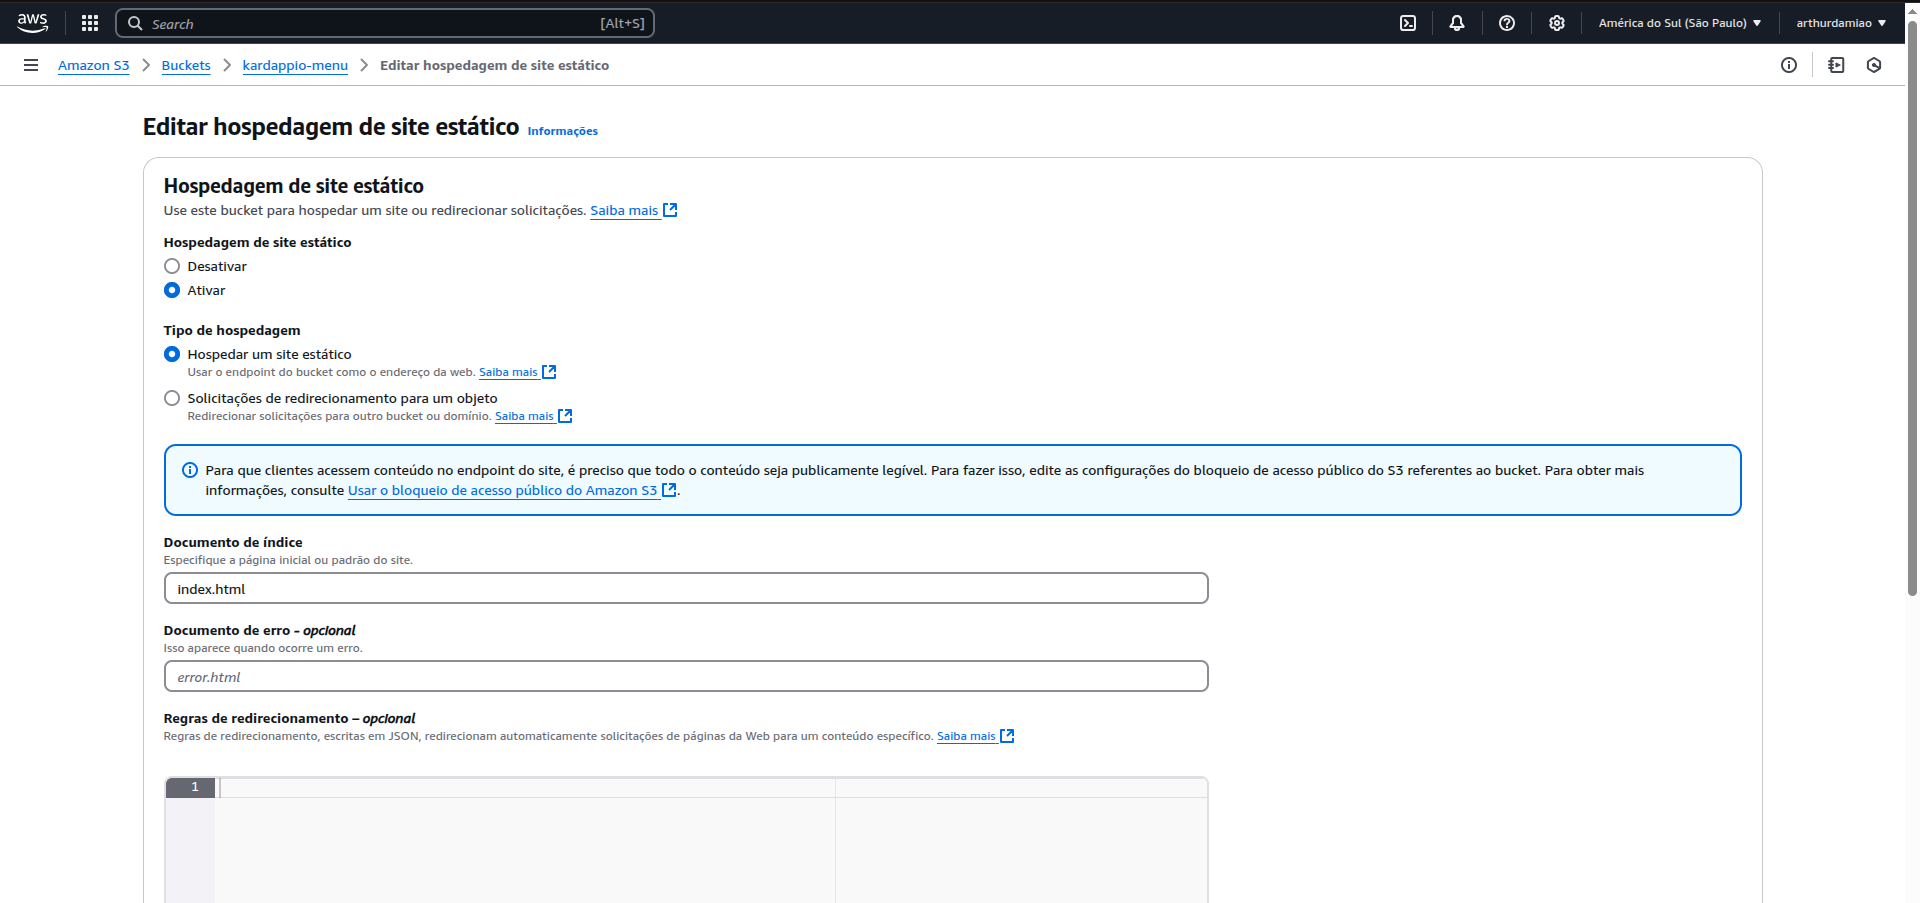 aws Search [Alt+S] América do Sul (São Paulo) arthurdamiao
Amazon S3 Buckets kardappio-menu Editar hospedagem de site estático
Editar hospedagem de site estático Informações
Hospedagem de site estático
Use este bucket para hospedar um site ou redirecionar solicitações. Saiba mais
Hospedagem de site estático
Desativar
Ativar
Tipo de hospedagem
Hospedar um site estático
Usar o endpoint do bucket como o endereço da web. Saiba mais
Solicitações de redirecionamento para um objeto
Redirecionar solicitações para outro bucket ou domínio. Saiba mais
Para que clientes acessem conteúdo no endpoint do site, é preciso que todo o conteúdo seja publicamente legível. Para fazer isso, edite as configurações do bloqueio de acesso público do S3 referentes ao bucket. Para obter mais
informações, consulte Usar o bloqueio de acesso público do Amazon S3.
Documento de índice
Especifique a página inicial ou padrão do site.
index.html
Documento de erro - opcional
Isso aparece quando ocorre um erro.
error.html
Regras de redirecionamento – opcional
Regras de redirecionamento, escritas em JSON, redirecionam automaticamente solicitações de páginas da Web para um conteúdo específico. Saiba mais
1